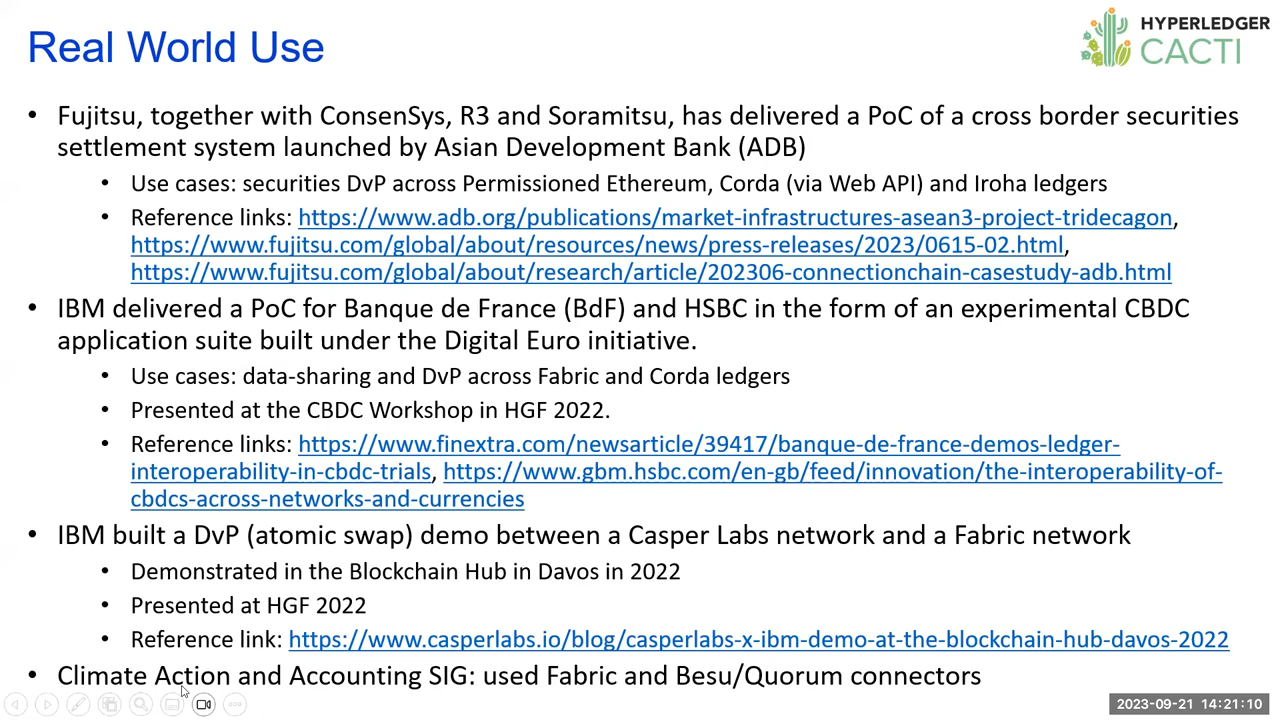 Real World Use
HYPERLEDGER
CACTI
• Fujitsu, together with ConsenSys, R3 and Soramitsu, has delivered a PoC of a cross border securities
settlement system launched by Asian Development Bank (ADB)
• Use cases: securities DvP across Permissioned Ethereum, Corda (via Web API) and Iroha ledgers
• Reference links: https://www.adb.org/publications/market-infrastructures-asean3-project-tridecagon,
https://www.fujitsu.com/global/about/resources/news/press-releases/2023/0615-02.html,
https://www.fujitsu.com/global/about/research/article/202306-connectionchain-casestudy-adb.html
• IBM delivered a PoC for Banque de France (BdF) and HSBC in the form of an experimental CBDC
application suite built under the Digital Euro initiative.
• Use cases: data-sharing and DvP across Fabric and Corda ledgers
• Presented at the CBDC Workshop in HGF 2022.
• Reference links: https://www.finextra.com/newsarticle/39417/banque-de-france-demos-ledger-
interoperability-in-cbdc-trials, https://www.gbm.hsbc.com/en-gb/feed/innovation/the-interoperability-of-
cbdcs-across-networks-and-currencies
• IBM built a DvP (atomic swap) demo between a Casper Labs network and a Fabric network
• Demonstrated in the Blockchain Hub in Davos in 2022
• Presented at HGF 2022
• Reference link: https://www.casperlabs.io/blog/casperlabs-x-ibm-demo-at-the-blockchain-hub-davos-2022
• Climate Action and Accounting SIG: used Fabric and Besu/Quorum connectors
2023-09-21 14:21:10